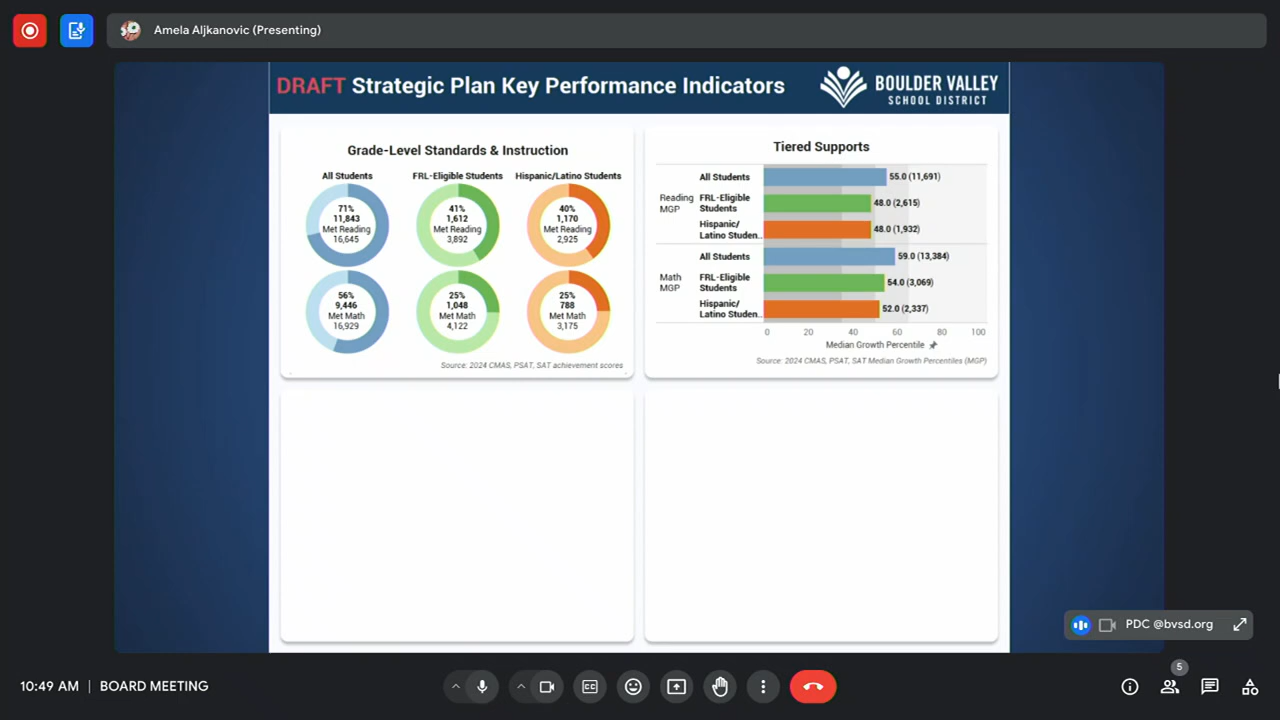 Amela Aljkanovic (Presenting)
DRAFT Strategic Plan Key Performance Indicators
BOULDER VALLEY
SCHOOL DISTRICT
Grade-Level Standards & Instruction
All Students
FRL-Eligible Students
Hispanic/Latino Students
71%
11,843
Met Reading
16,645
41%
1,612
Met Reading
3,892
40%
1,170
Met Reading
2,925
56%
9,446
Met Math
16,929
25%
1,048
Met Math
4,122
25%
788
Met Math
3,175
Source: 2024 CMAS, PSAT, SAT achievement scores
Tiered Supports
Reading
MGP
All Students
55.0 (11,691)
FRL-Eligible
Students
48.0 (2,615)
Hispanic/
Latino Studen..
48.0 (1,932)
Math
MGP
All Students
59.0 (13,384)
FRL-Eligible
Students
54.0 (3,069)
Hispanic/
Latino Studen..
52.0 (2,337)
0 20 40 60 80 100
Median Growth Percentile
Source: 2024 CMAS, PSAT, SAT Median Growth Percentiles (MGP)
PDC @bvsd.org
10:49 AM | BOARD MEETING
CC
5